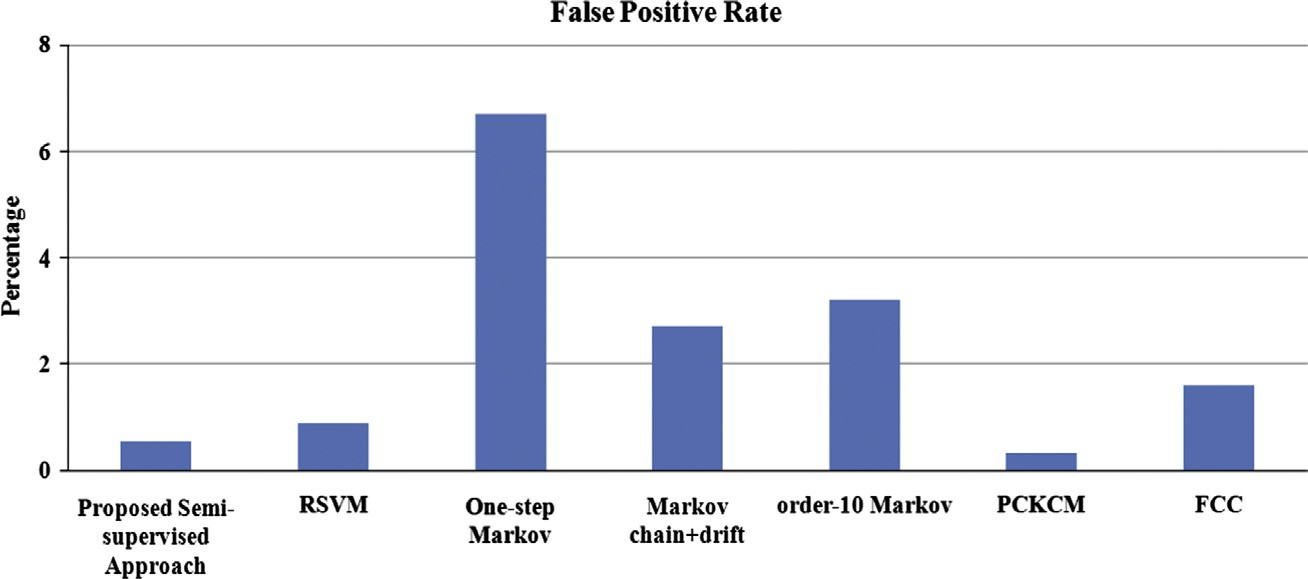 False Positive Rate
8
6
4
2
0
Percentage
Proposed Semi-
supervised
Approach
RSVM
One-step
Markov
Markov
chain+drift
order-10 Markov
PCKCM
FCC